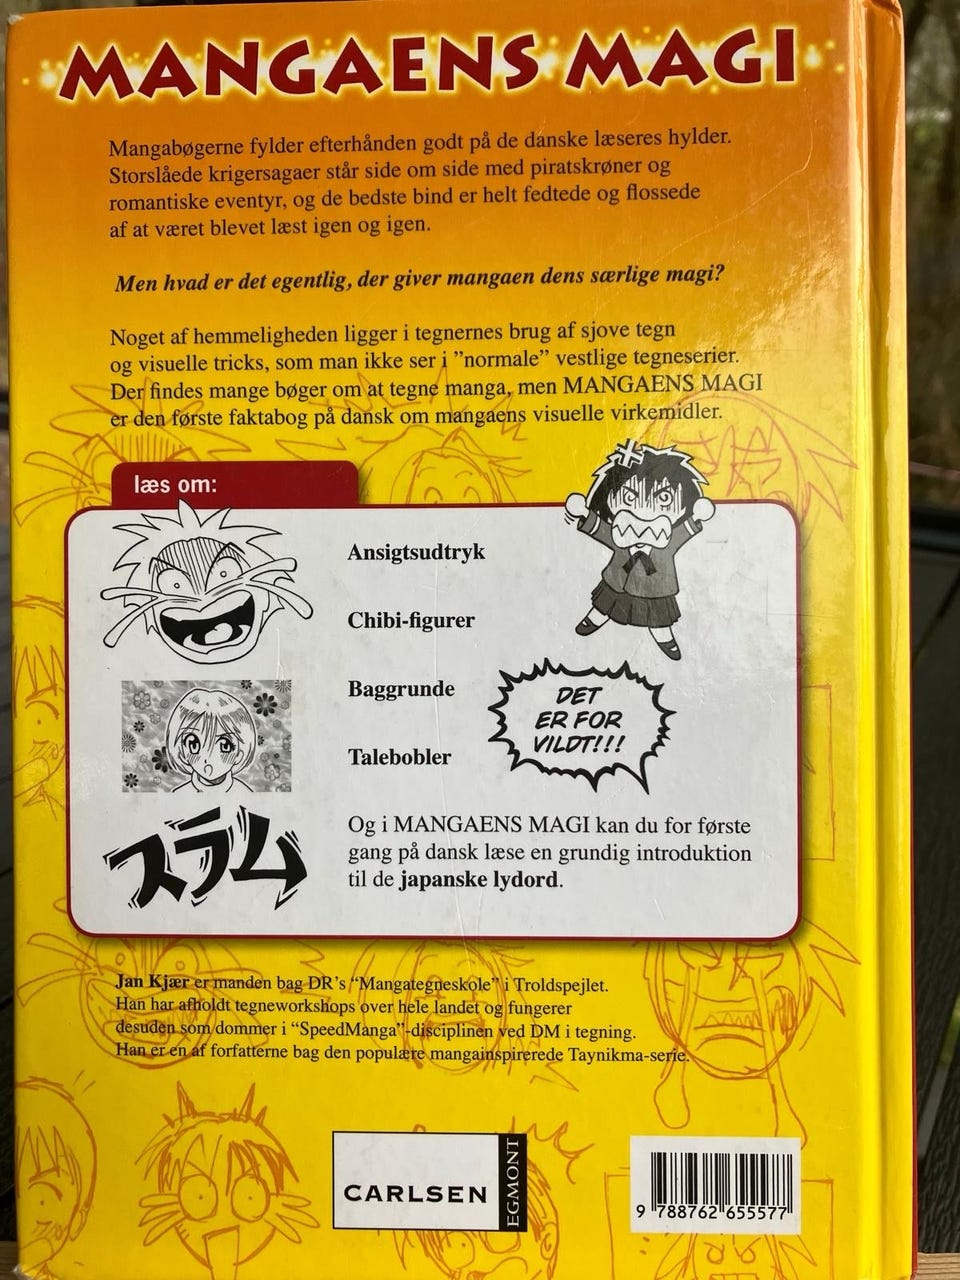 MANGAENS MAGI
Mangabøgerne fylder efterhånden godt på de danske læseres hylder.
Storslåede krigersagaer står side om side med piratskrøner og
romantiske eventyr, og de bedste bind er helt fedtede og flossede
af at været blevet læst igen og igen.
Men hvad er det egentlig, der giver mangaen dens særlige magi?
Noget af hemmeligheden ligger i tegnernes brug af sjove tegn
og visuelle tricks, som man ikke ser i ”normale” vestlige tegneserier.
Der findes mange bøger om at tegne manga, men MANGAENS MAGI
er den første faktabog på dansk om mangaens visuelle virkemidler.
læs om:
Ansigtsudtryk
Chibi-figurer
Baggrunde
Talebobler
DET
ER FOR
VILDT!!!
スラム
Og i MANGAENS MAGI kan du for første
gang på dansk læse en grundig introduktion
til de japanske lydord.
Jan Kjær er manden bag DR’s “Mangategneskole” i Troldspejlet.
Han har afholdt tegneworkshops over hele landet og fungerer
desuden som dommer i “SpeedManga”-disciplinen ved DM i tegning.
Han er en af forfatterne bag den populære mangainspirerede Taynikma-serie.
CARLSEN
EGMONT
9 788762 655577